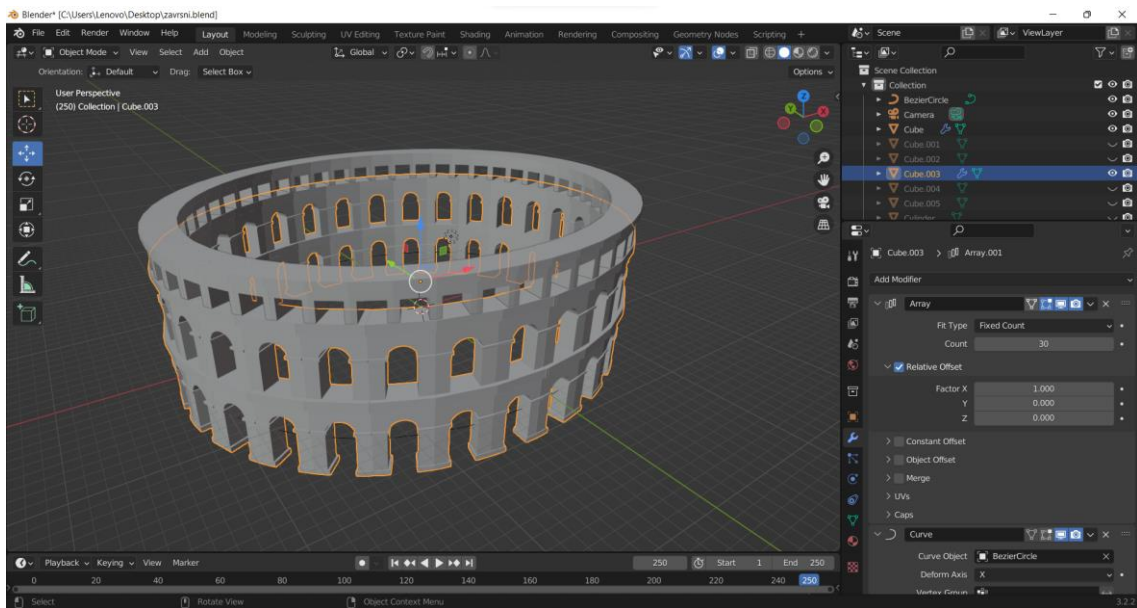 Blender* [C:\Users\Lenovo\Desktop\zavrsni.blend]
File Edit Render Window Help Layout Modeling Sculpting UV Editing Texture Paint Shading Animation Rendering Compositing Geometry Nodes Scripting + Scene ViewLayer
Object Mode View Select Add Object Global
Orientation: Default Drag: Select Box Options
Scene Collection
User Perspective
(250) Collection | Cube.003
Collection
BezierCircle
Camera
Cube
Cube.001
Cube.002
Cube.003
Cube.004
Cube.005
Cylinder
Z
Y
X
Cube.003 > Array.001
Add Modifier
Array
Fit Type Fixed Count
Count 30
Relative Offset
Factor X 1.000
Y 0.000
Z 0.000
Constant Offset
Object Offset
Merge
UVs
Caps
Curve
Curve Object BezierCircle
Deform Axis X
Vertex Group
Playback Keying View Marker 250 Start 1 End 250
0 20 40 60 80 100 120 140 160 180 200 220 240 250
Select Rotate View Object Context Menu 3.2.2